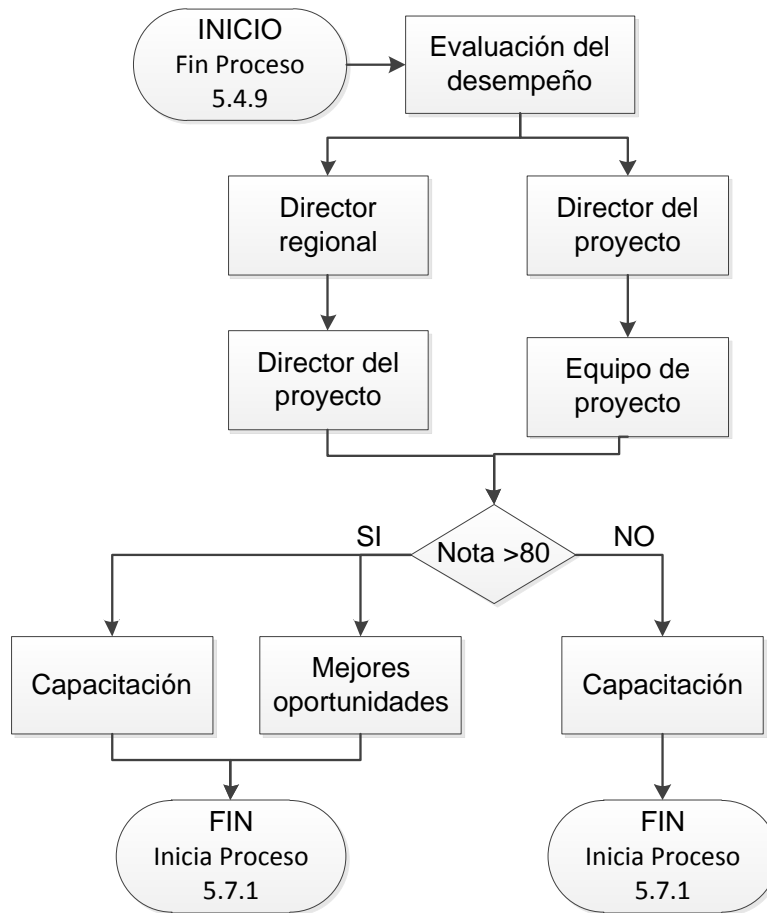 INICIO
Fin Proceso
5.4.9
Evaluación del
desempeño
Director
regional
Director del
proyecto
Director del
proyecto
Equipo de
proyecto
Nota >80
SI
NO
Capacitación
Mejores
oportunidades
Capacitación
FIN
Inicia Proceso
5.7.1
FIN
Inicia Proceso
5.7.1